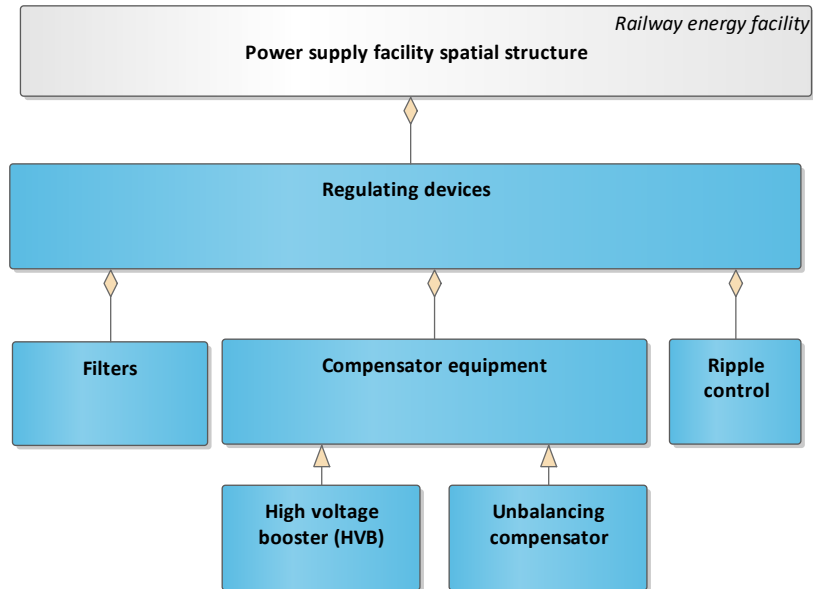 Railway energy facility
Power supply facility spatial structure
Regulating devices
Filters
Compensator equipment
Ripple
control
High voltage
booster (HVB)
Unbalancing
compensator